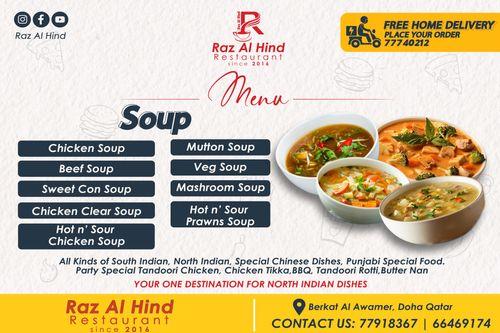 Raz Al Hind
R
Raz Al Hind
Restaurant
since 2016
FREE HOME DELIVERY
PLACE YOUR ORDER
77740212
Menu
Soup
Chicken Soup
Beef Soup
Sweet Con Soup
Chicken Clear Soup
Hot n' Sour
Chicken Soup
Mutton Soup
Veg Soup
Mashroom Soup
Hot n' Sour
Prawns Soup
All Kinds of South Indian, North Indian, Special Chinese Dishes, Punjabi Special Food.
Party Special Tandoori Chicken, Chicken Tikka,BBQ, Tandoori Rotti,Butter Nan
YOUR ONE DESTINATION FOR NORTH INDIAN DISHES
Raz Al Hind
Restaurant
since 2016
Berkat Al Awamer, Doha Qatar
CONTACT US: 77918367 | 66469174